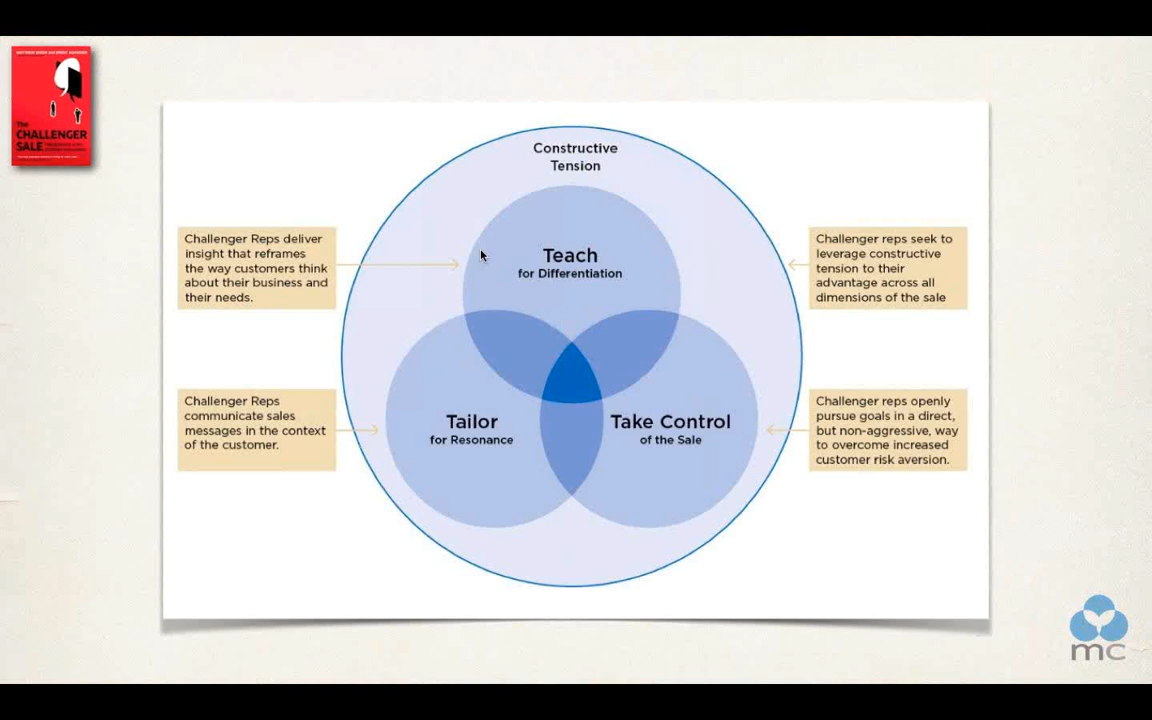 The
CHALLENGER
SALE
Constructive
Tension
Challenger Reps deliver
insight that reframes
the way customers think
about their business and
their needs.
Teach
for Differentiation
Challenger reps seek to
leverage constructive
tension to their
advantage across all
dimensions of the sale
Challenger Reps
communicate sales
messages in the context
of the customer.
Tailor
for Resonance
Take Control
of the Sale
Challenger reps openly
pursue goals in a direct,
but non-aggressive, way
to overcome increased
customer risk aversion.
mc